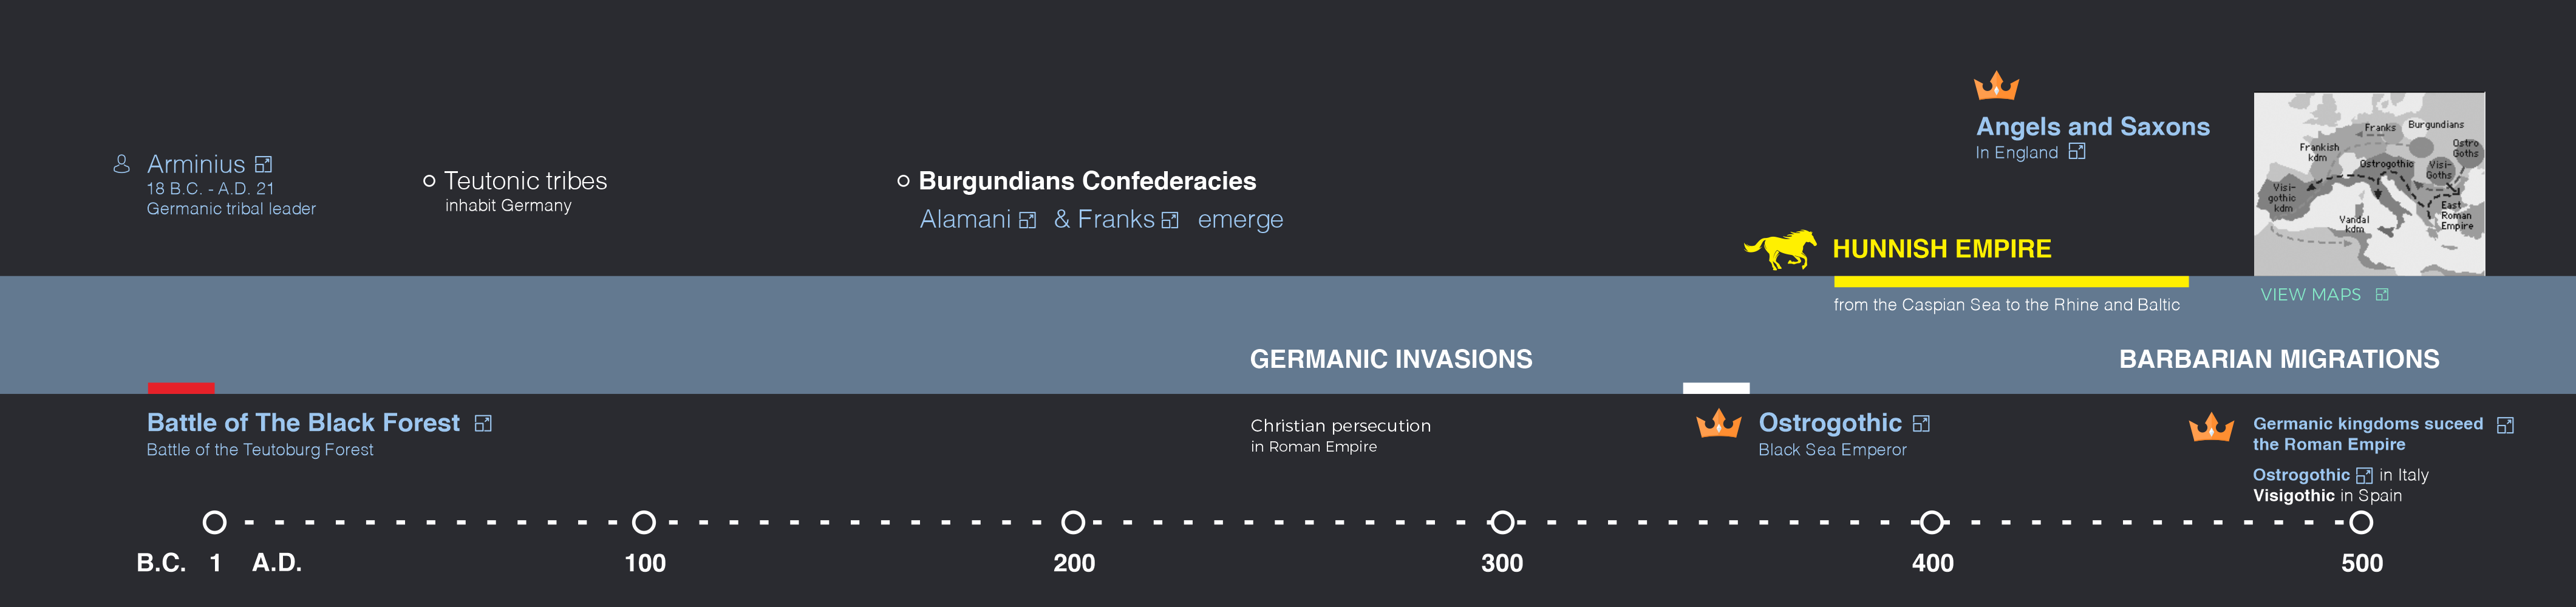 Arminius
18 B.C. - A.D. 21
Germanic tribal leader
Teutonic tribes
inhabit Germany
Burgundians Confederacies
Alamani & Franks emerge
Angels and Saxons
In England
HUNNISH EMPIRE
from the Caspian Sea to the Rhine and Baltic
Franks
Burgundians
Frankish
kdm
Ostro
Goths
Ostrogothic
Visi-
Goths
Visi-
gothic
kdm
Vandal
kdm
East
Roman
Empire
VIEW MAPS
GERMANIC INVASIONS
BARBARIAN MIGRATIONS
Battle of The Black Forest
Battle of the Teutoburg Forest
Christian persecution
in Roman Empire
Ostrogothic
Black Sea Emperor
Germanic kingdoms suceed
the Roman Empire
Ostrogothic in Italy
Visigothic in Spain
B.C. 1 A.D. 100 200 300 400 500